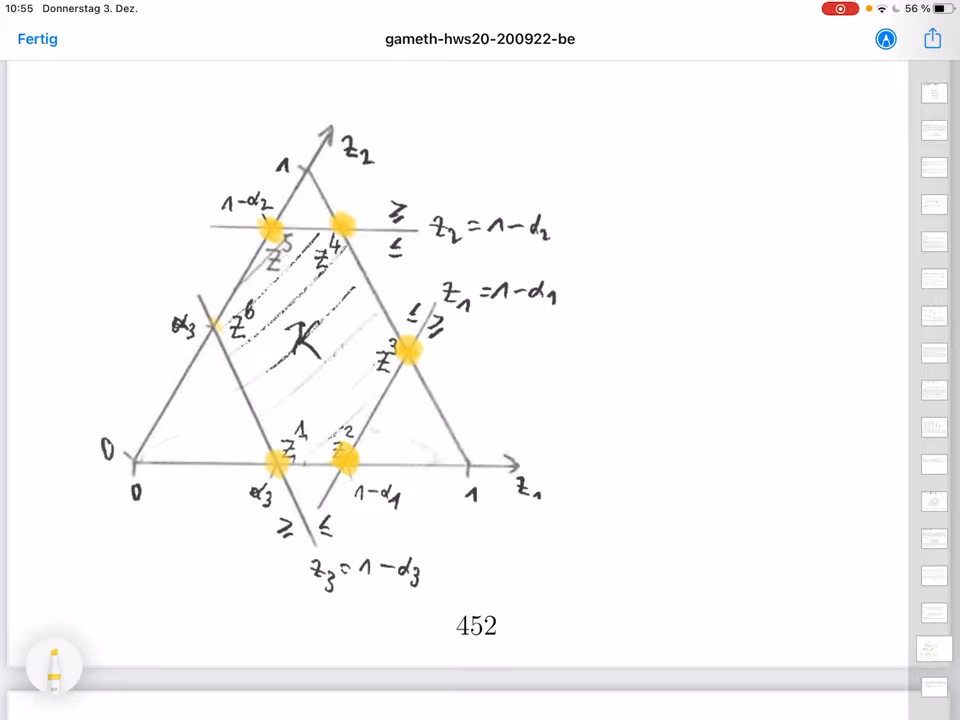 10:55 Donnerstag 3. Dez.
56 %
Fertig
gameth-hws20-200922-be
z₂
1
1-α₂
≥
z₂ = 1-α₂
≤
z⁵
z⁴
z₁ = 1-α₁
≤
≥
α₃
z⁶
K
z³
z¹
z²
0
0
α₃
1-α₁
1
z₁
≥
≤
z₃ = 1-α₃
452